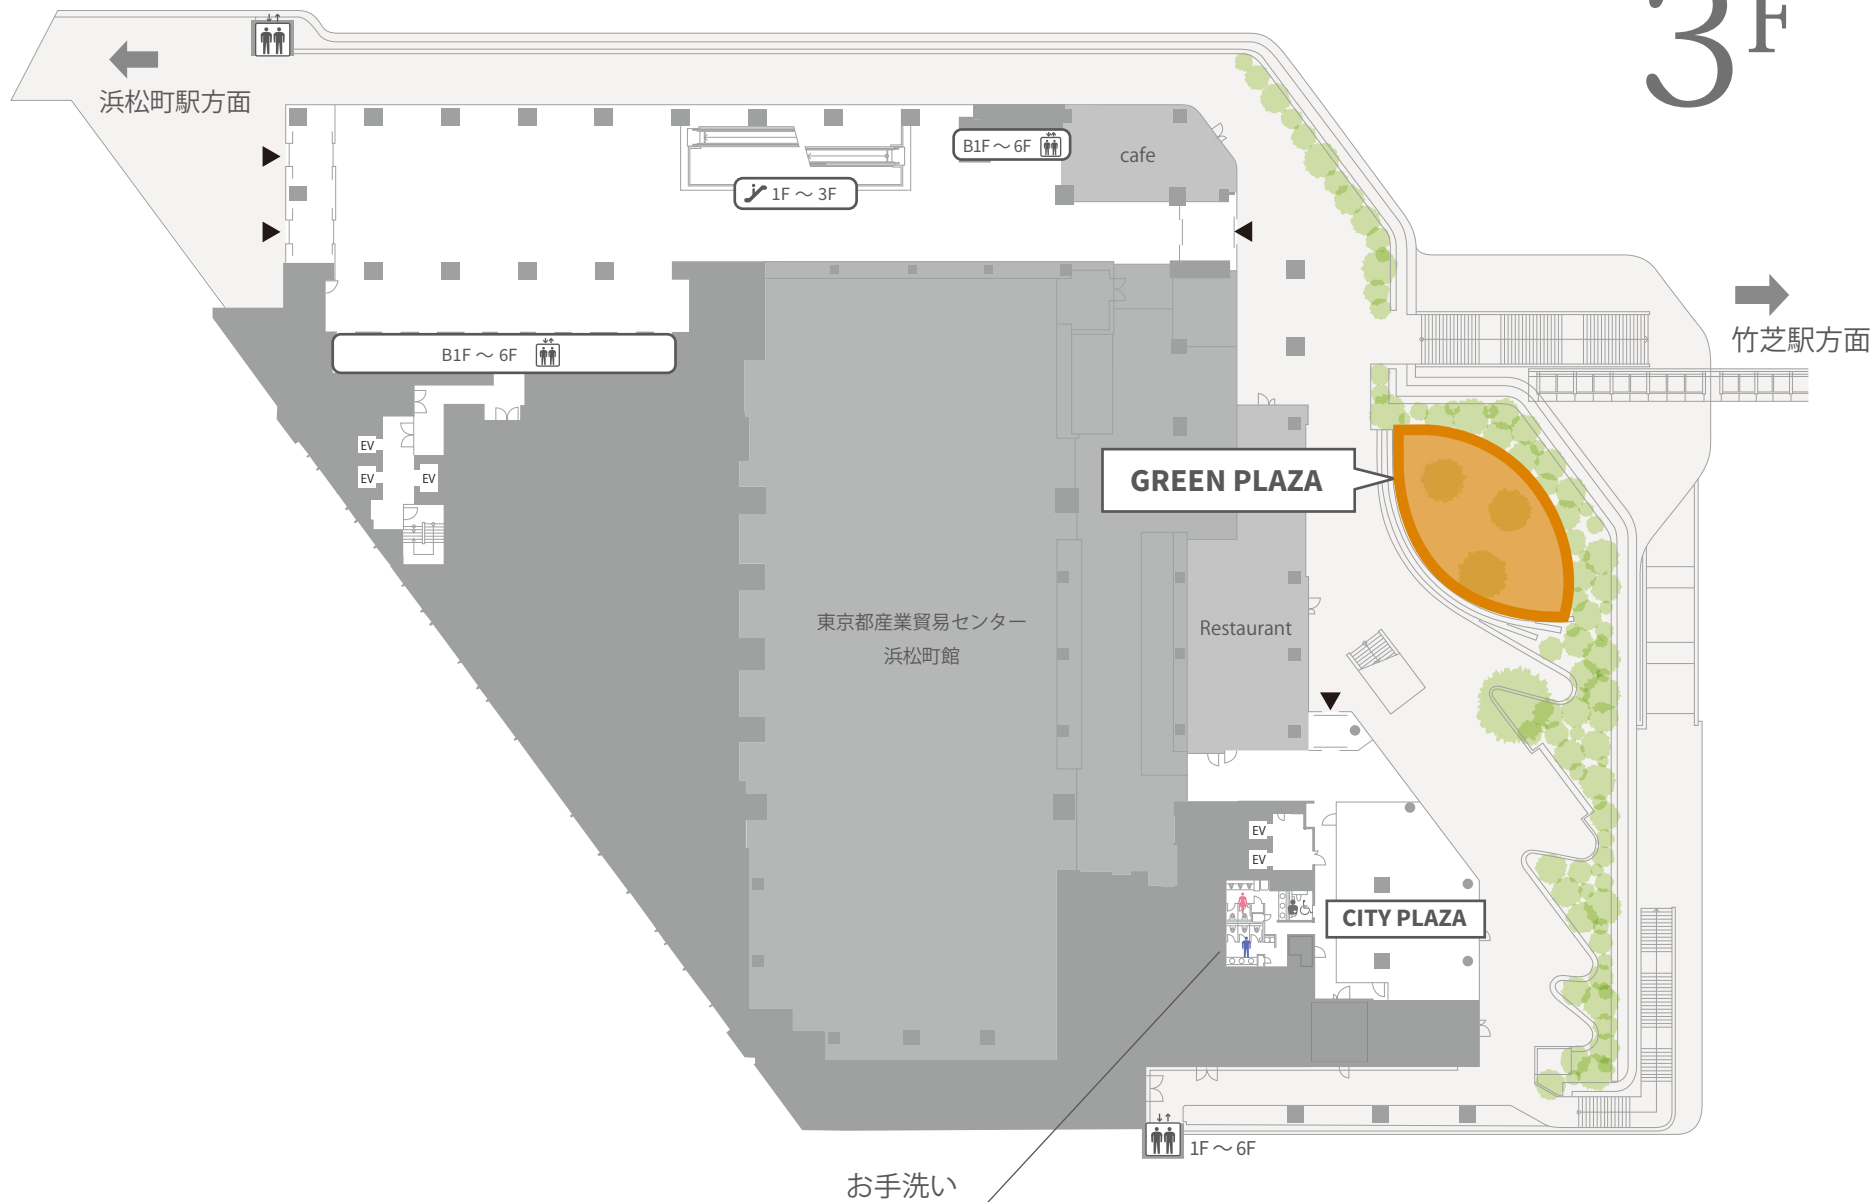 3F
浜松町駅方面
B1F～6F
cafe
1F～3F
竹芝駅方面
B1F～6F
EV
EV
EV
GREEN PLAZA
東京都産業貿易センター
浜松町館
Restaurant
EV
EV
CITY PLAZA
1F～6F
お手洗い